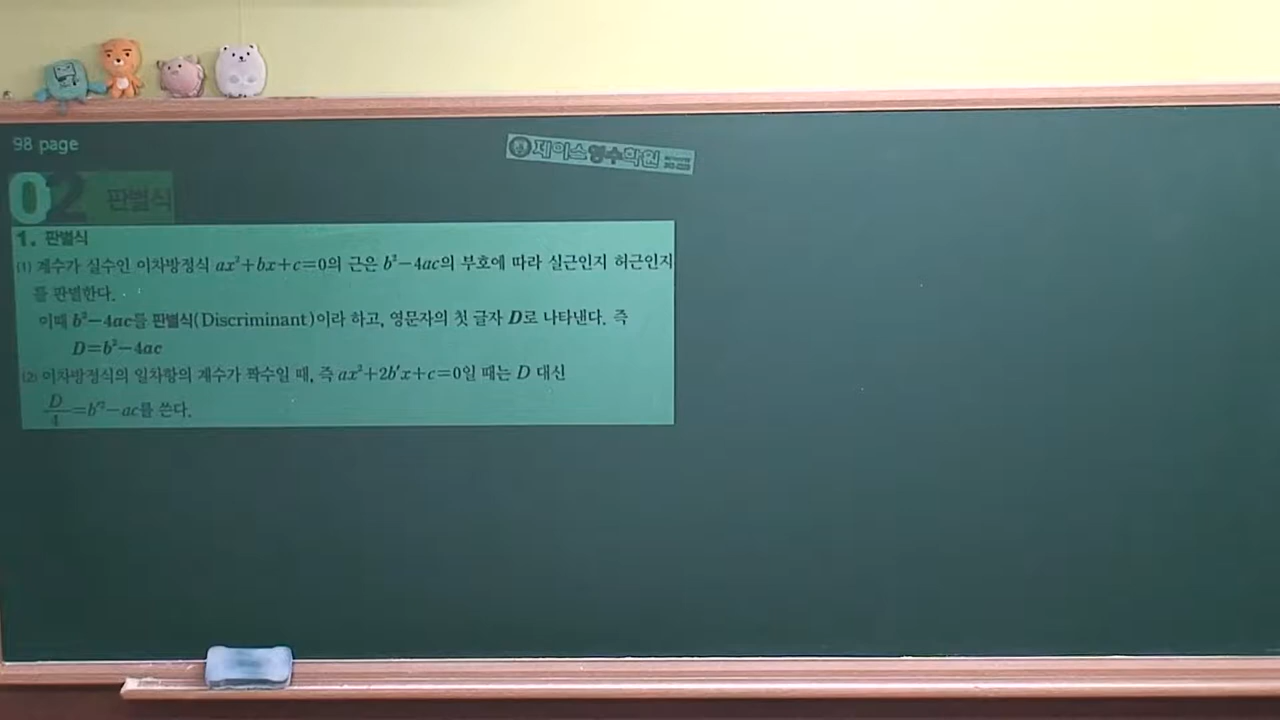 98 page
제이스영수학원
02 판별식
1. 판별식
(1) 계수가 실수인 이차방정식 ax²+bx+c=0의 근은 b²-4ac의 부호에 따라 실근인지 허근인지
를 판별한다.
이때 b²-4ac를 판별식(Discriminant)이라 하고, 영문자의 첫 글자 D로 나타낸다. 즉
D=b²-4ac
(2) 이차방정식의 일차항의 계수가 짝수일 때, 즉 ax²+2b′x+c=0일 때는 D 대신
D/4=b′²-ac를 쓴다.